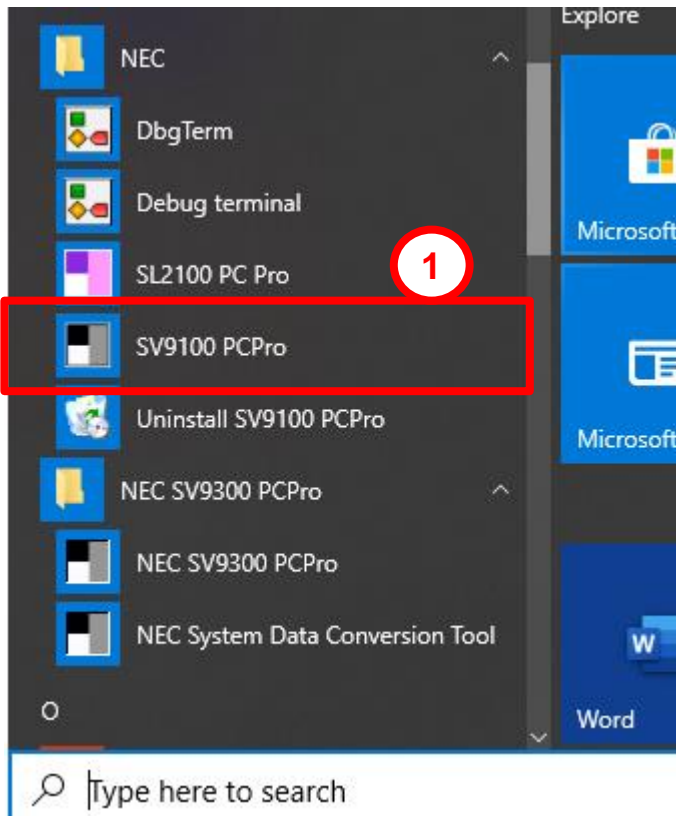 Explore
NEC
DbgTerm
Debug terminal
Microsoft
SL2100 PC Pro
1
SV9100 PCPro
Uninstall SV9100 PCPro
Microsoft
NEC SV9300 PCPro
NEC SV9300 PCPro
NEC System Data Conversion Tool
W
O
Word
Type here to search